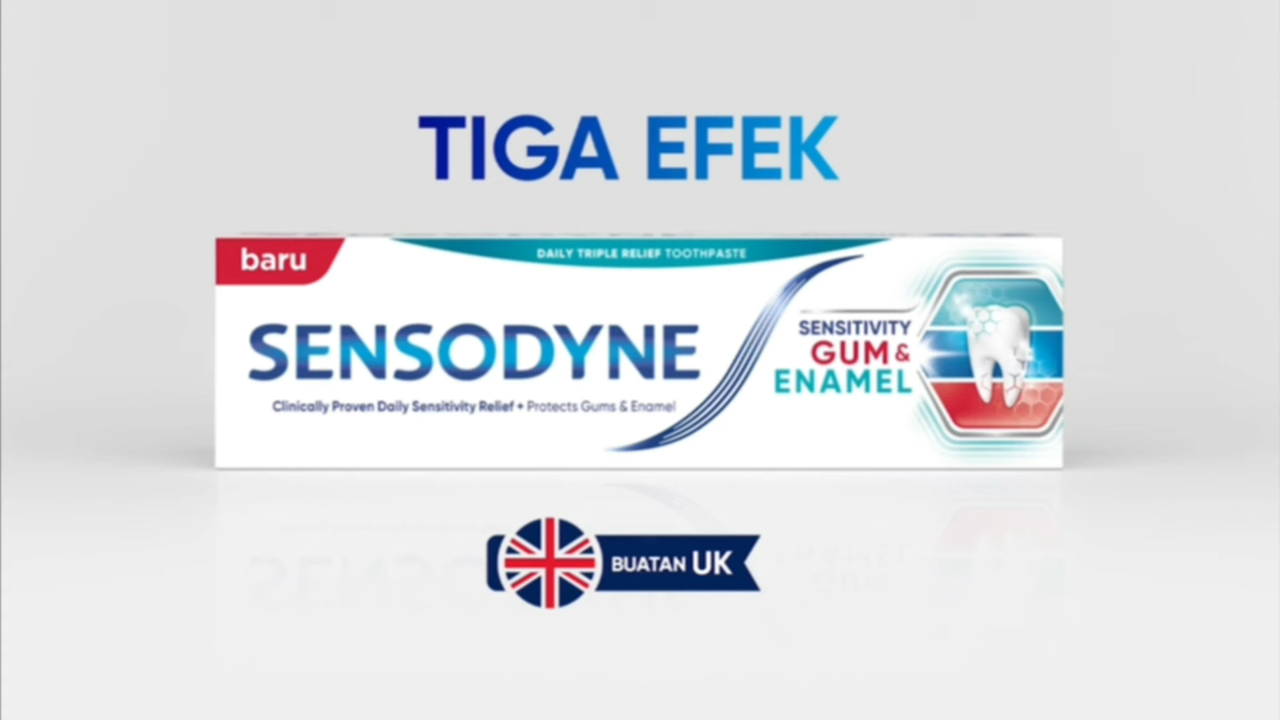 TIGA EFEK
baru
DAILY TRIPLE RELIEF TOOTHPASTE
SENSODYNE
Clinically Proven Daily Sensitivity Relief + Protects Gums & Enamel
SENSITIVITY
GUM &
ENAMEL
BUATAN UK